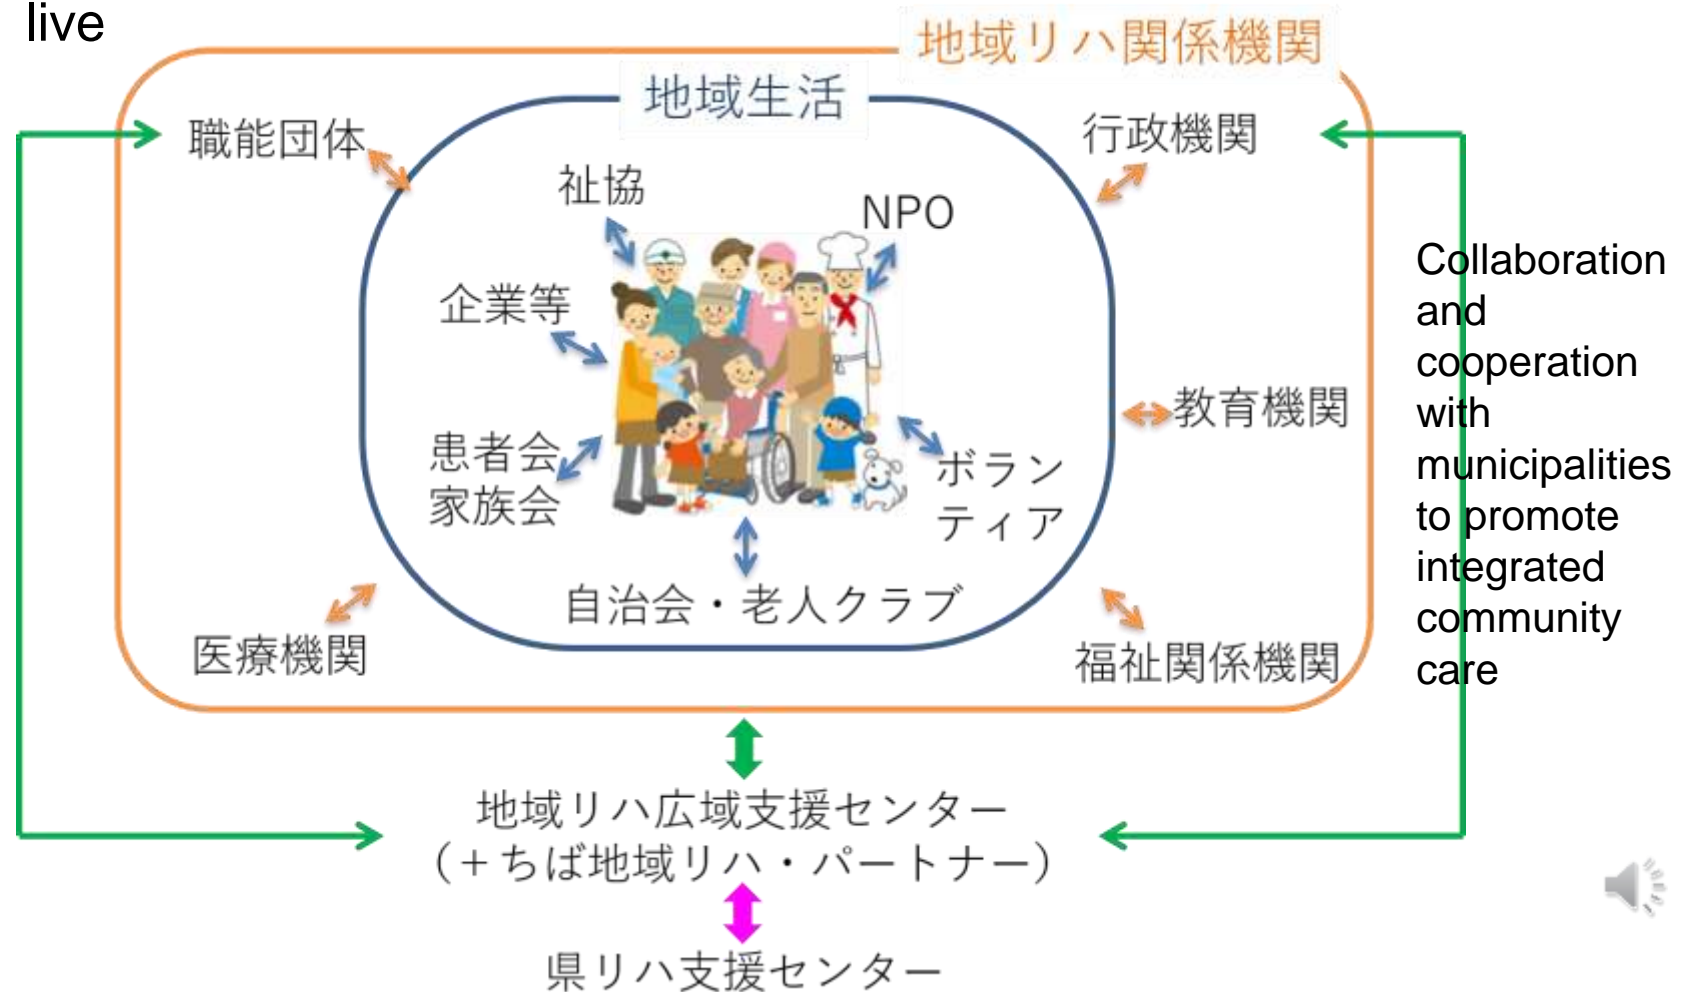 live
地域リハ関係機関
地域生活
職能団体
行政機関
祉協
NPO
企業等
教育機関
患者会
家族会
ボラン
ティア
自治会・老人クラブ
医療機関
福祉関係機関
Collaboration
and
cooperation
with
municipalities
to promote
integrated
community
care
地域リハ広域支援センター
（＋ちば地域リハ・パートナー）
県リハ支援センター